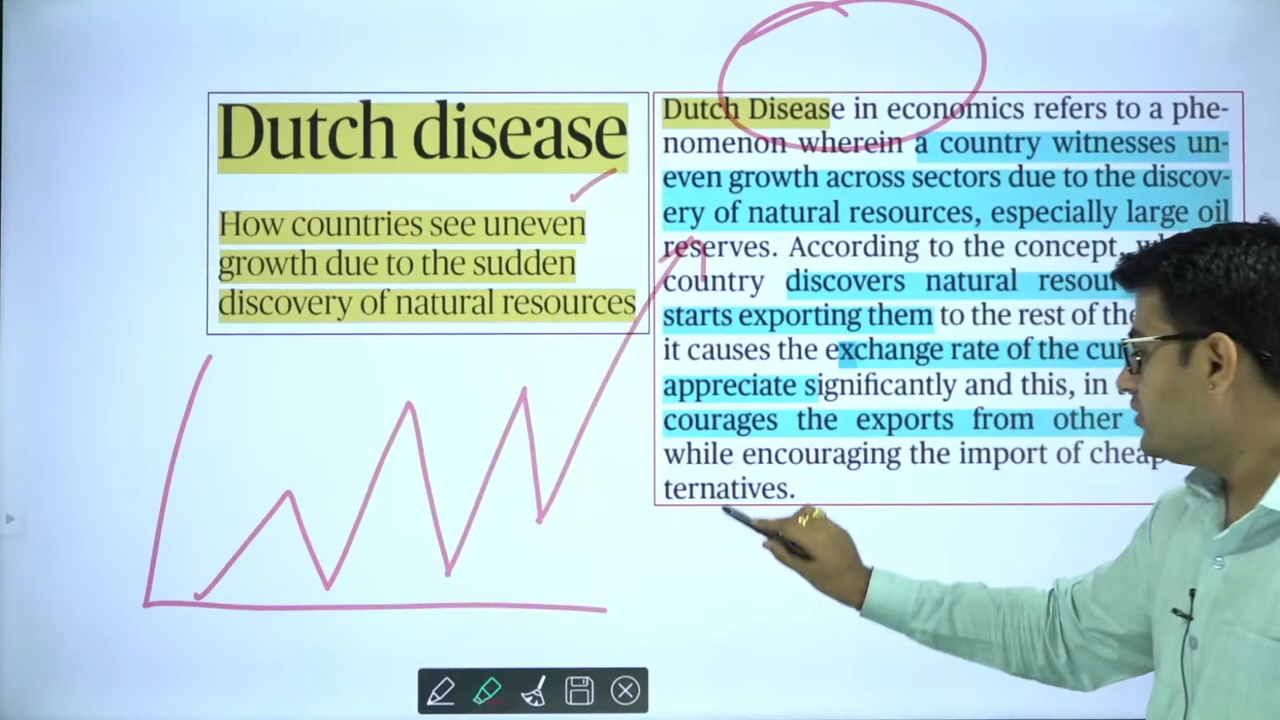 Dutch disease
How countries see uneven
growth due to the sudden
discovery of natural resources
Dutch Disease in economics refers to a phe-
nomenon wherein a country witnesses un-
even growth across sectors due to the discov-
ery of natural resources, especially large oil
reserves. According to the concept,
country discovers natural
starts exporting them to the rest of the
it causes the exchange rate of the
appreciate significantly and this, in
courages the exports from other
while encouraging the import of
ternatives.